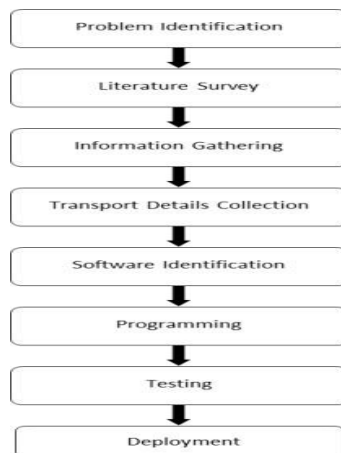 Problem Identification
Literature Survey
Information Gathering
Transport Details Collection
Software Identification
Programming
Testing
Deployment